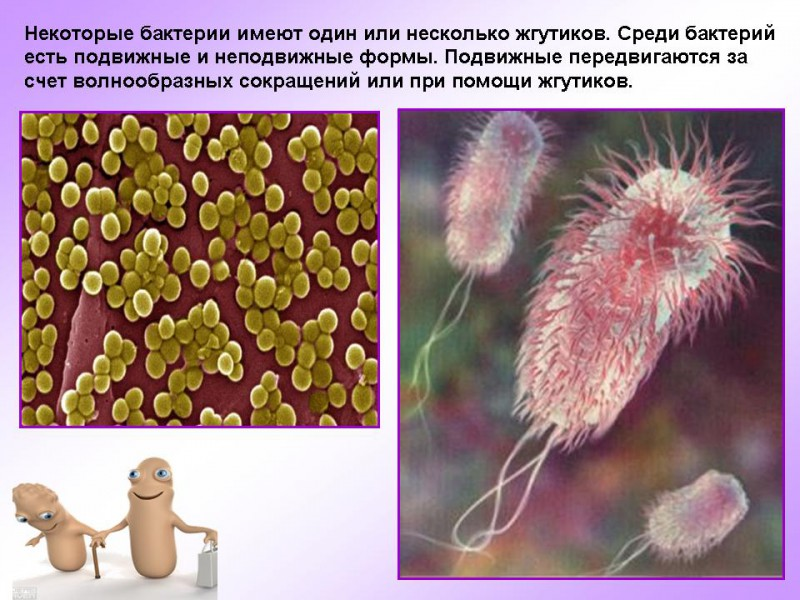 Некоторые бактерии имеют один или несколько жгутиков. Среди бактерий
есть подвижные и неподвижные формы. Подвижные передвигаются за
счет волнообразных сокращений или при помощи жгутиков.